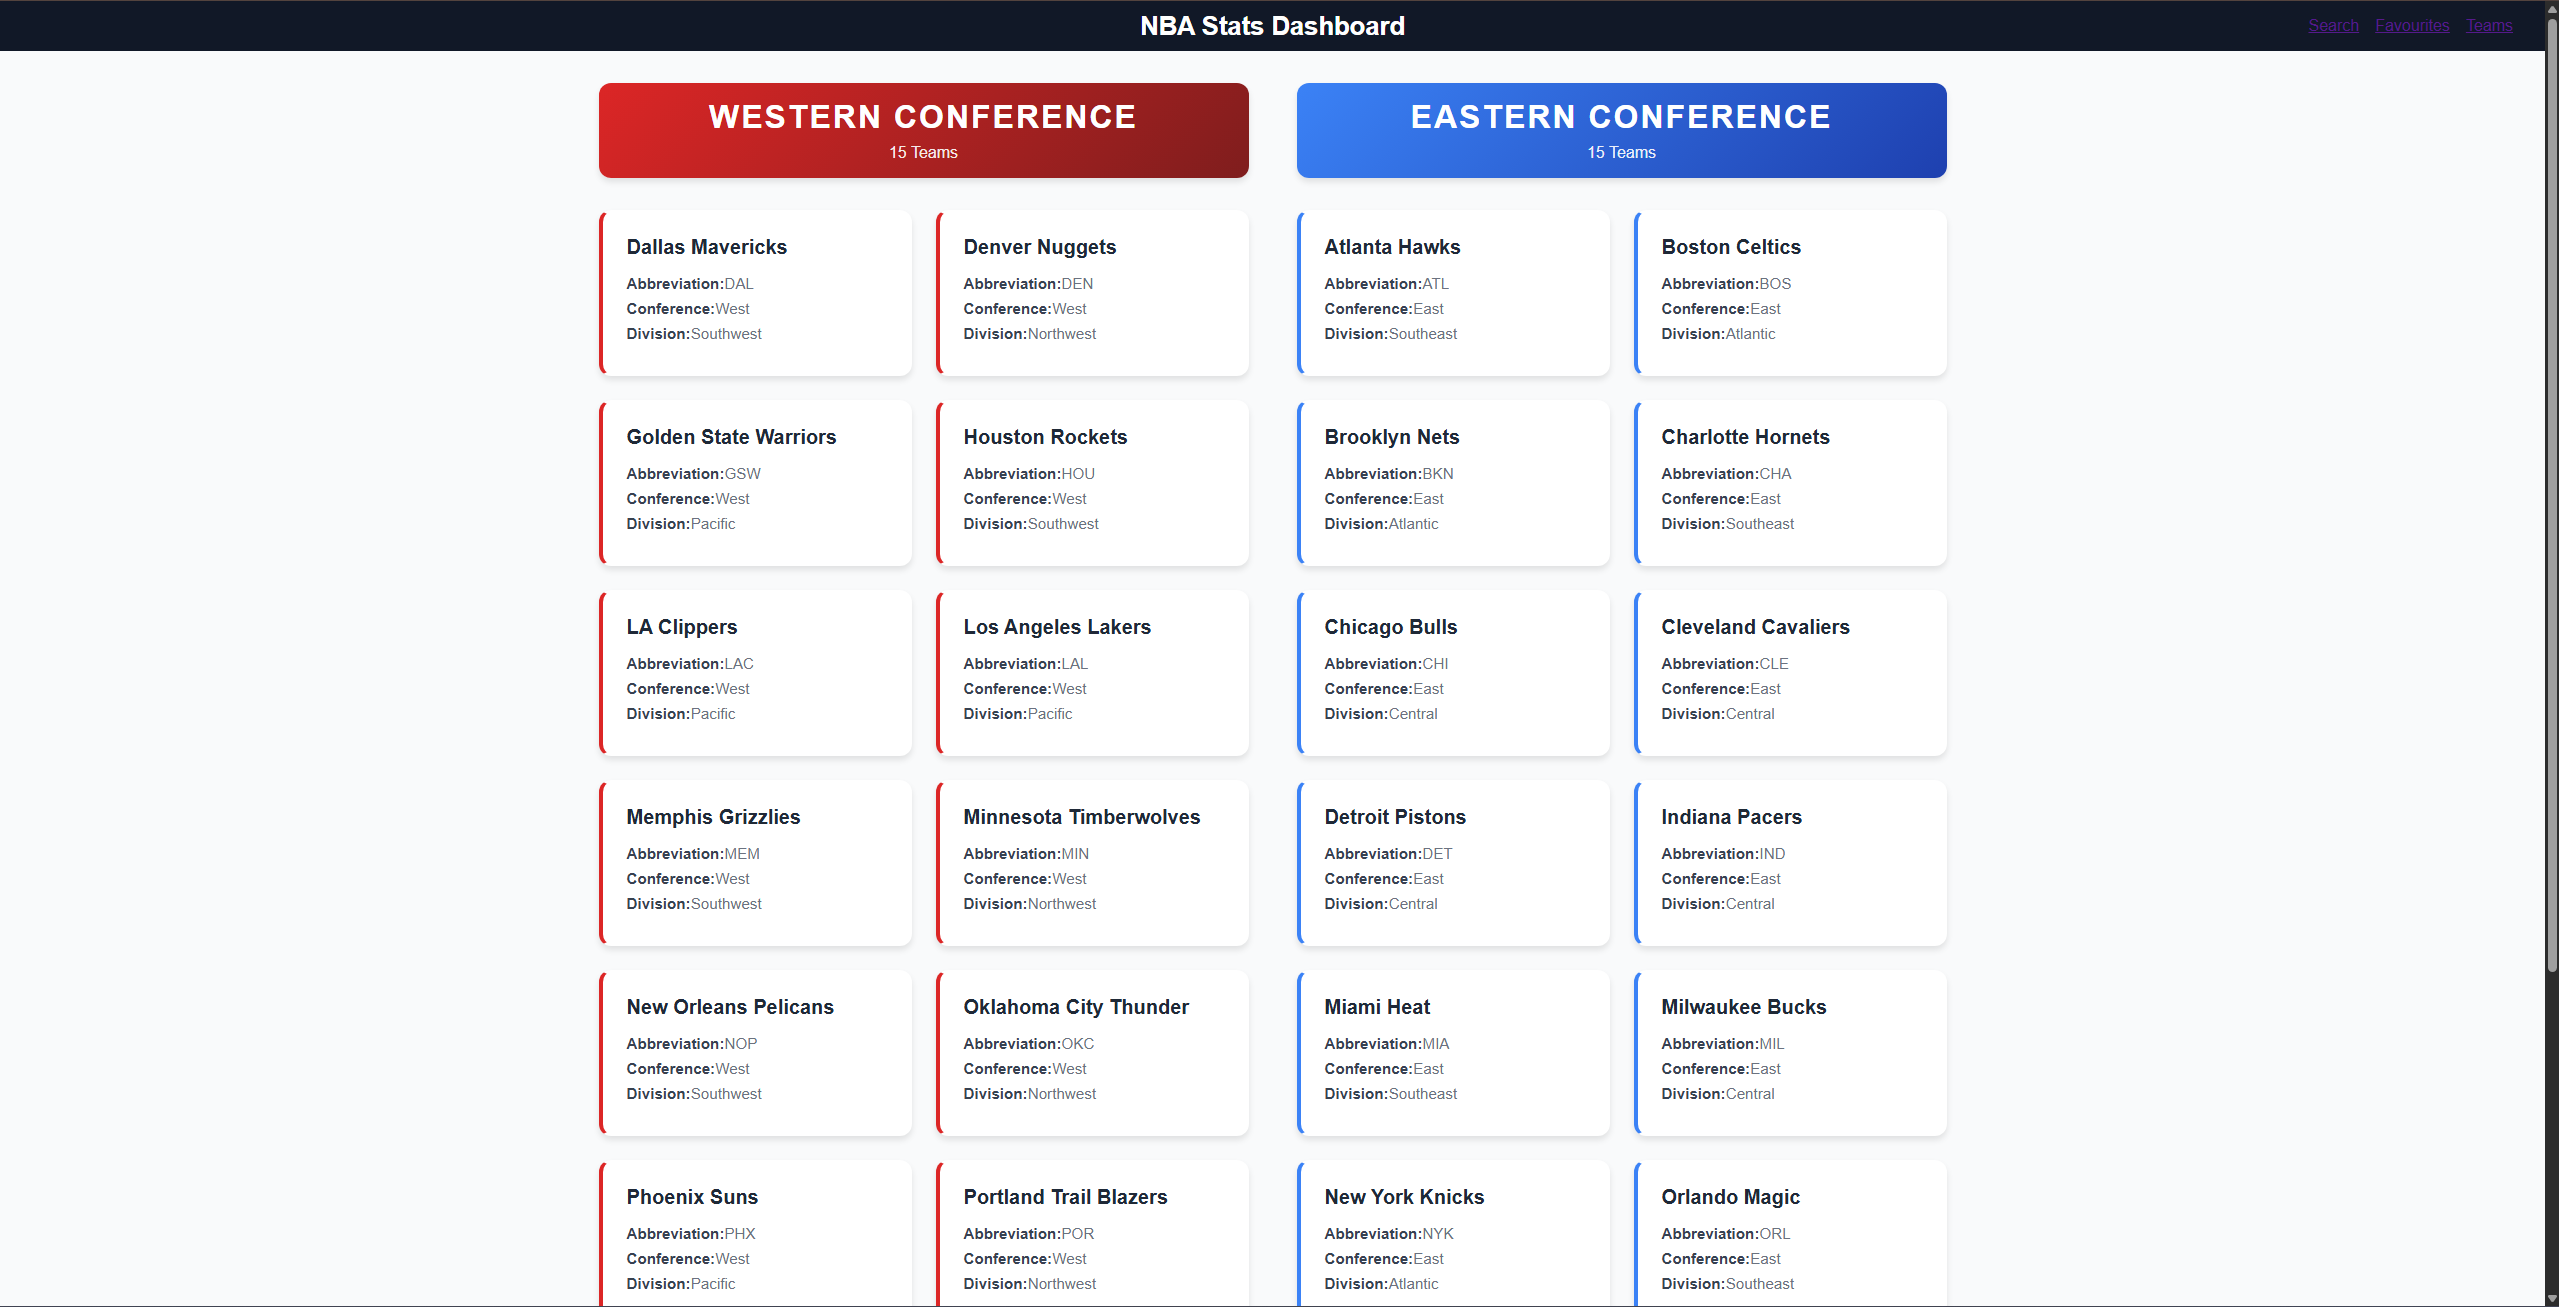 NBA Stats Dashboard
Search Favourites Teams
WESTERN CONFERENCE
15 Teams
Dallas Mavericks
Abbreviation:DAL
Conference:West
Division:Southwest
Denver Nuggets
Abbreviation:DEN
Conference:West
Division:Northwest
Golden State Warriors
Abbreviation:GSW
Conference:West
Division:Pacific
Houston Rockets
Abbreviation:HOU
Conference:West
Division:Southwest
LA Clippers
Abbreviation:LAC
Conference:West
Division:Pacific
Los Angeles Lakers
Abbreviation:LAL
Conference:West
Division:Pacific
Memphis Grizzlies
Abbreviation:MEM
Conference:West
Division:Southwest
Minnesota Timberwolves
Abbreviation:MIN
Conference:West
Division:Northwest
New Orleans Pelicans
Abbreviation:NOP
Conference:West
Division:Southwest
Oklahoma City Thunder
Abbreviation:OKC
Conference:West
Division:Northwest
Phoenix Suns
Abbreviation:PHX
Conference:West
Division:Pacific
Portland Trail Blazers
Abbreviation:POR
Conference:West
Division:Northwest
EASTERN CONFERENCE
15 Teams
Atlanta Hawks
Abbreviation:ATL
Conference:East
Division:Southeast
Boston Celtics
Abbreviation:BOS
Conference:East
Division:Atlantic
Brooklyn Nets
Abbreviation:BKN
Conference:East
Division:Atlantic
Charlotte Hornets
Abbreviation:CHA
Conference:East
Division:Southeast
Chicago Bulls
Abbreviation:CHI
Conference:East
Division:Central
Cleveland Cavaliers
Abbreviation:CLE
Conference:East
Division:Central
Detroit Pistons
Abbreviation:DET
Conference:East
Division:Central
Indiana Pacers
Abbreviation:IND
Conference:East
Division:Central
Miami Heat
Abbreviation:MIA
Conference:East
Division:Southeast
Milwaukee Bucks
Abbreviation:MIL
Conference:East
Division:Central
New York Knicks
Abbreviation:NYK
Conference:East
Division:Atlantic
Orlando Magic
Abbreviation:ORL
Conference:East
Division:Southeast